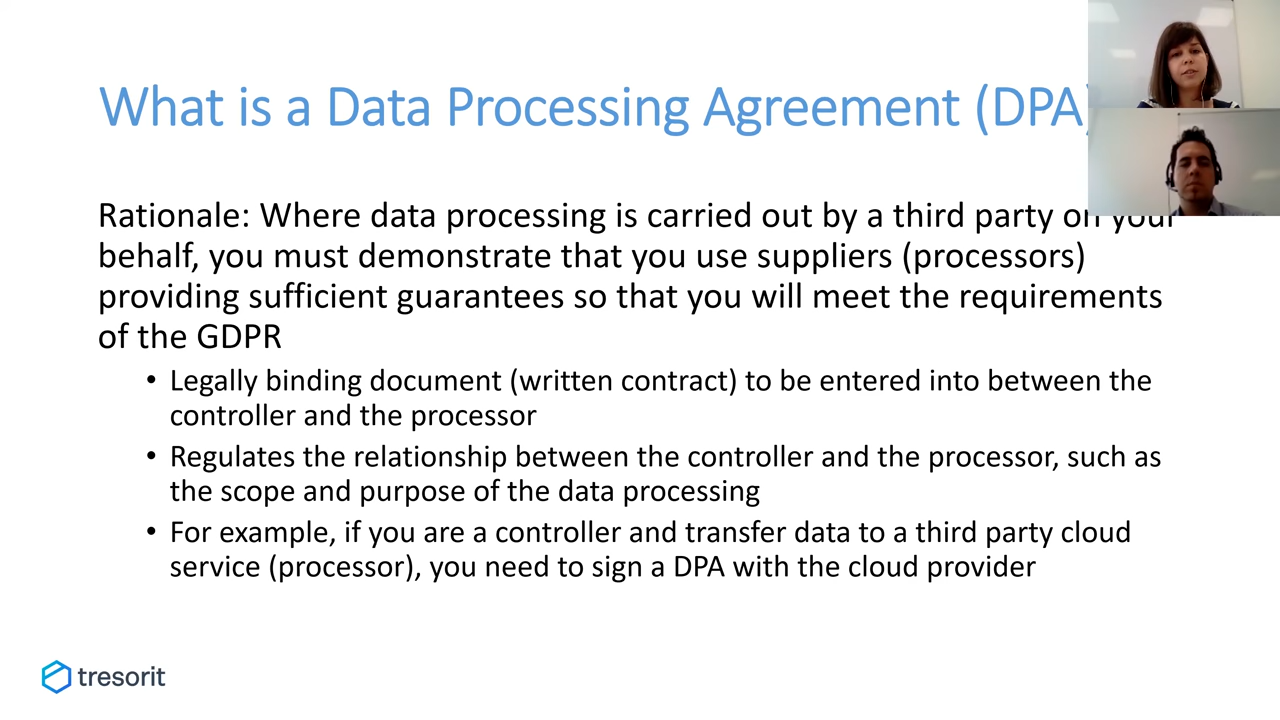 What is a Data Processing Agreement (DPA)
Rationale: Where data processing is carried out by a third party on your
behalf, you must demonstrate that you use suppliers (processors)
providing sufficient guarantees so that you will meet the requirements
of the GDPR
• Legally binding document (written contract) to be entered into between the
controller and the processor
• Regulates the relationship between the controller and the processor, such as
the scope and purpose of the data processing
• For example, if you are a controller and transfer data to a third party cloud
service (processor), you need to sign a DPA with the cloud provider
tresorit